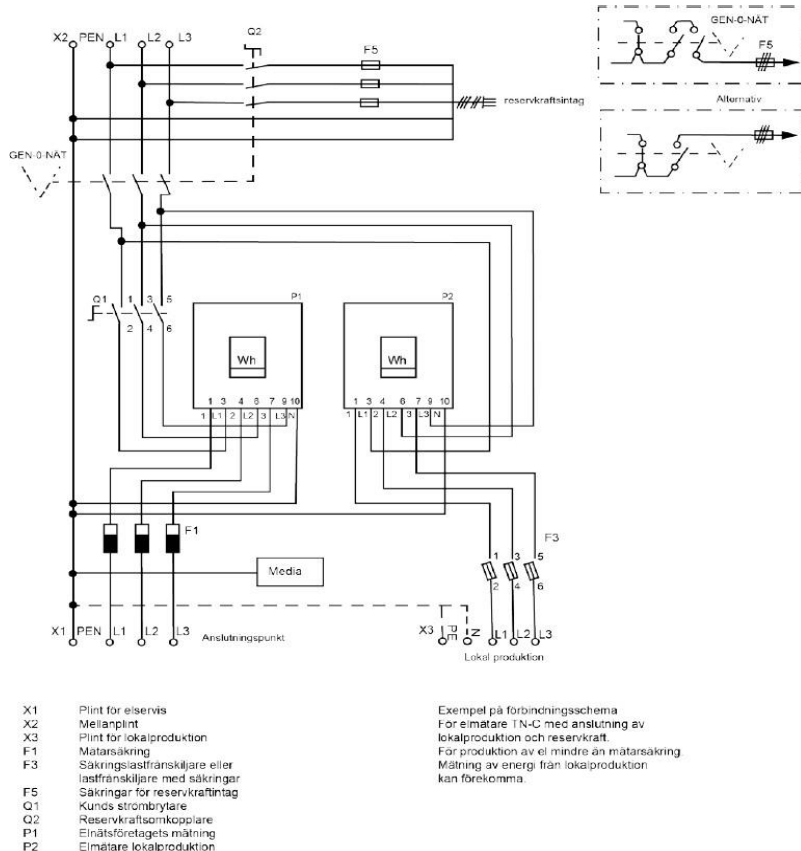 X2 PEN L1 L2 L3
Q2
F5
reservkraftsintag
GEN-0-NÄT
F5
Alternativ
GEN-0-NÄT
GEN-0-NÄT
Q1 1 3 5
2 4 6
P1
Wh
1 3 4 6 7 9 10
1 L1 2 L2 3 L3 N
P2
Wh
1 3 4 6 7 9 10
1 L1 2 L2 3 L3 N
F1
F3
1 3 5
2 4 6
Media
X1 PEN L1 L2 L3
Anslutningspunkt
X3 PE N L1 L2 L3
Lokal produktion
X1 Plint för elservis
X2 Mellanplint
X3 Plint för lokalproduktion
F1 Mätarsäkring
F3 Säkringslastfrånskiljare eller
lastfrånskiljare med säkringar
F5 Säkringar för reservkraftintag
Q1 Kunds strömbrytare
Q2 Reservkraftsomkopplare
P1 Elnätsföretagets mätning
P2 Elmätare lokalproduktion
Exempel på förbindningsschema
För elmätare TN-C med anslutning av
lokalproduktion och reservkraft.
För produktion av el mindre än mätarsäkring.
Mätning av energi från lokalproduktion
kan förekomma.